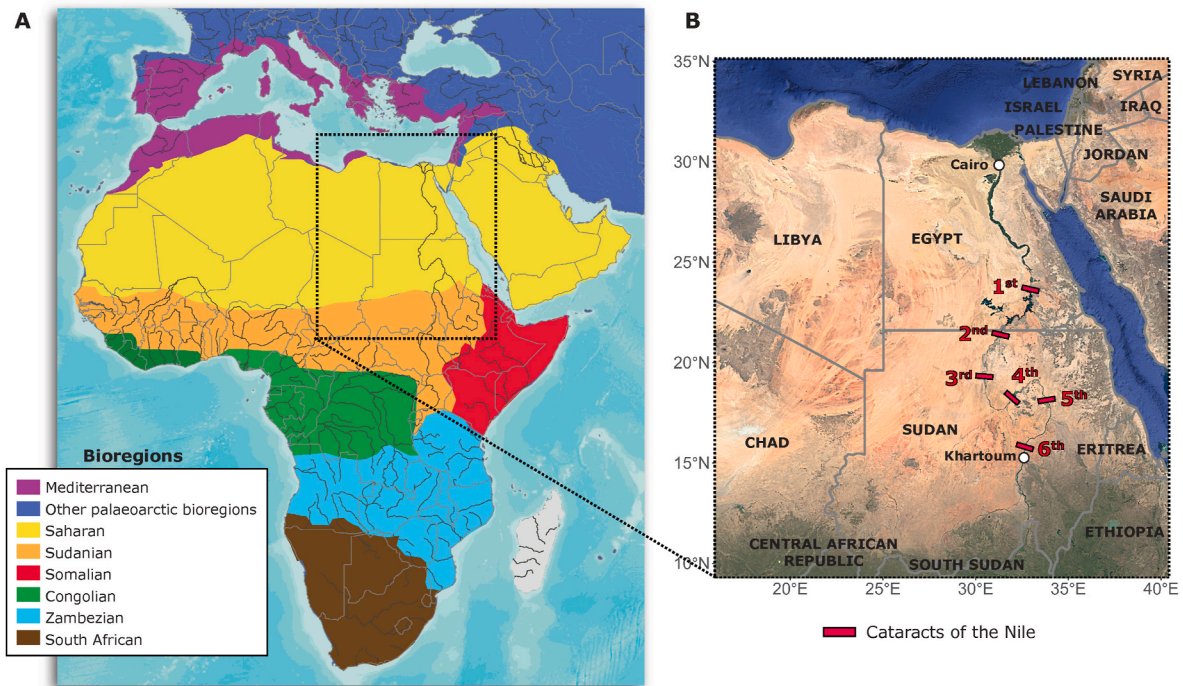 A
Bioregions
Mediterranean
Other palaeoarctic bioregions
Saharan
Sudanian
Somalian
Congolian
Zambezian
South African
B
35°N
30°N
25°N
20°N
15°N
10°N
LEBANON
SYRIA
ISRAEL
IRAQ
PALESTINE
Cairo
JORDAN
SAUDI
ARABIA
LIBYA
EGYPT
1st
2nd
3rd
4th
5th
CHAD
SUDAN
6th
ERITREA
Khartoum
ETHIOPIA
CENTRAL AFRICAN
REPUBLIC
SOUTH SUDAN
20°E
25°E
30°E
35°E
40°E
Cataracts of the Nile